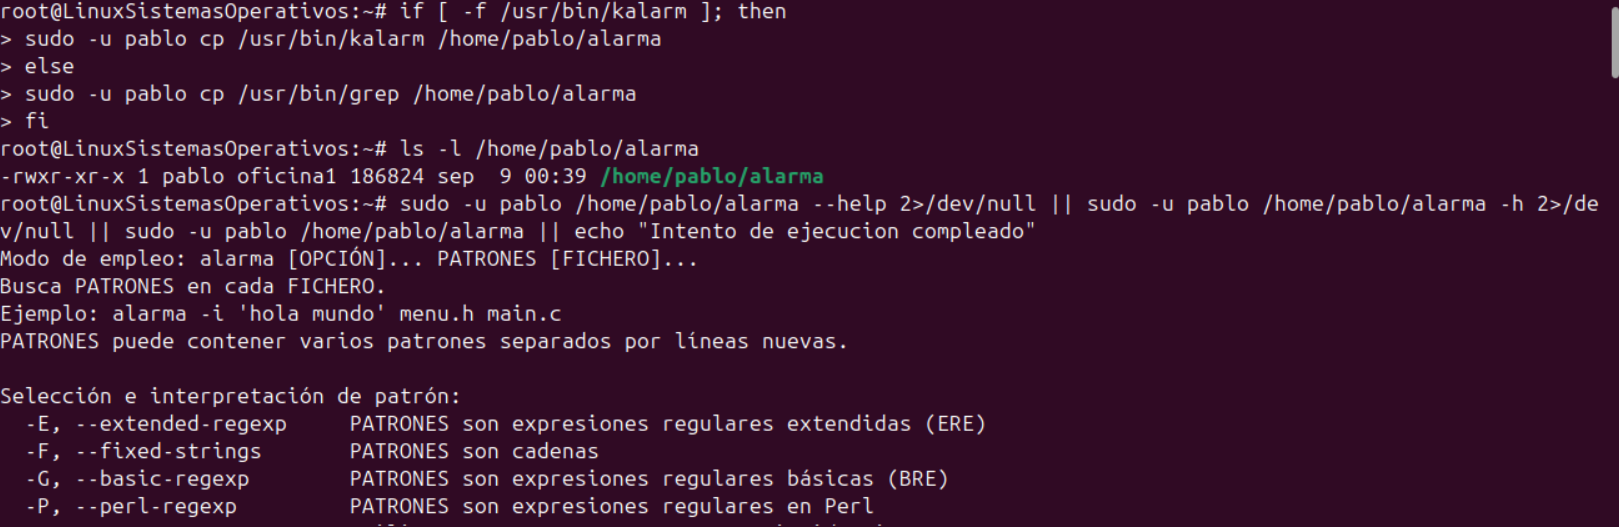 root@LinuxSistemasOperativos:~# if [ -f /usr/bin/kalarm ]; then
> sudo -u pablo cp /usr/bin/kalarm /home/pablo/alarma
> else
> sudo -u pablo cp /usr/bin/grep /home/pablo/alarma
> fi
root@LinuxSistemasOperativos:~# ls -l /home/pablo/alarma
-rwxr-xr-x 1 pablo oficina1 186824 sep  9 00:39 /home/pablo/alarma
root@LinuxSistemasOperativos:~# sudo -u pablo /home/pablo/alarma --help 2>/dev/null || sudo -u pablo /home/pablo/alarma -h 2>/de
v/null || sudo -u pablo /home/pablo/alarma || echo "Intento de ejecucion compleado"
Modo de empleo: alarma [OPCIÓN]... PATRONES [FICHERO]...
Busca PATRONES en cada FICHERO.
Ejemplo: alarma -i 'hola mundo' menu.h main.c
PATRONES puede contener varios patrones separados por líneas nuevas.

Selección e interpretación de patrón:
  -E, --extended-regexp     PATRONES son expresiones regulares extendidas (ERE)
  -F, --fixed-strings       PATRONES son cadenas
  -G, --basic-regexp        PATRONES son expresiones regulares básicas (BRE)
  -P, --perl-regexp         PATRONES son expresiones regulares en Perl